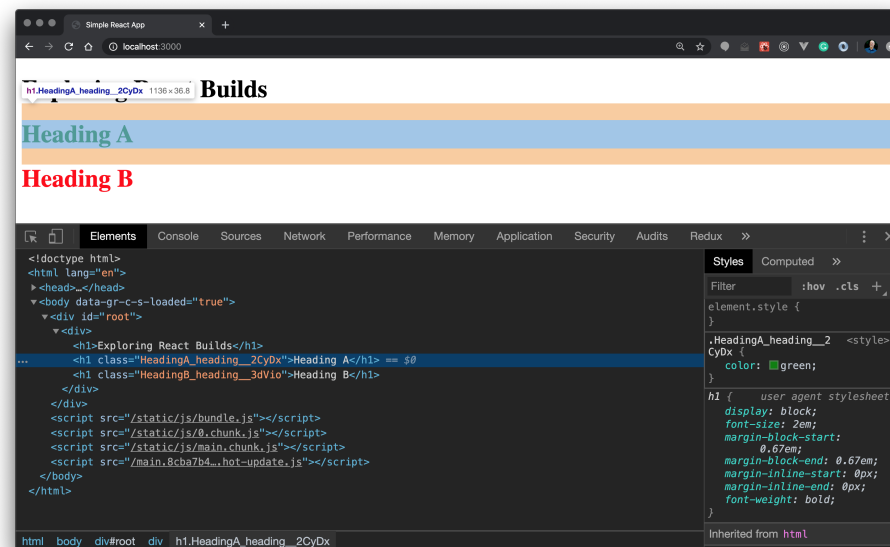 Simple React App
localhost:3000
Builds
h1.HeadingA_heading__2CyDx 1136 × 36.8
Heading A
Heading B
Elements Console Sources Network Performance Memory Application Security Audits Redux »
<!doctype html>
<html lang="en">
<head>…</head>
<body data-gr-c-s-loaded="true">
<div id="root">
<div>
<h1>Exploring React Builds</h1>
... <h1 class="HeadingA_heading__2CyDx">Heading A</h1> == $0
<h1 class="HeadingB_heading__3dVio">Heading B</h1>
</div>
</div>
<script src="/static/js/bundle.js"></script>
<script src="/static/js/0.chunk.js"></script>
<script src="/static/js/main.chunk.js"></script>
<script src="/main.8cba7b4….hot-update.js"></script>
</body>
</html>
html body div#root div h1.HeadingA_heading__2CyDx
Styles Computed »
Filter :hov .cls +
element.style {
}
.HeadingA_heading__2 <style>
CyDx {
color: green;
}
h1 { user agent stylesheet
display: block;
font-size: 2em;
margin-block-start:
0.67em;
margin-block-end: 0.67em;
margin-inline-start: 0px;
margin-inline-end: 0px;
font-weight: bold;
}
Inherited from html